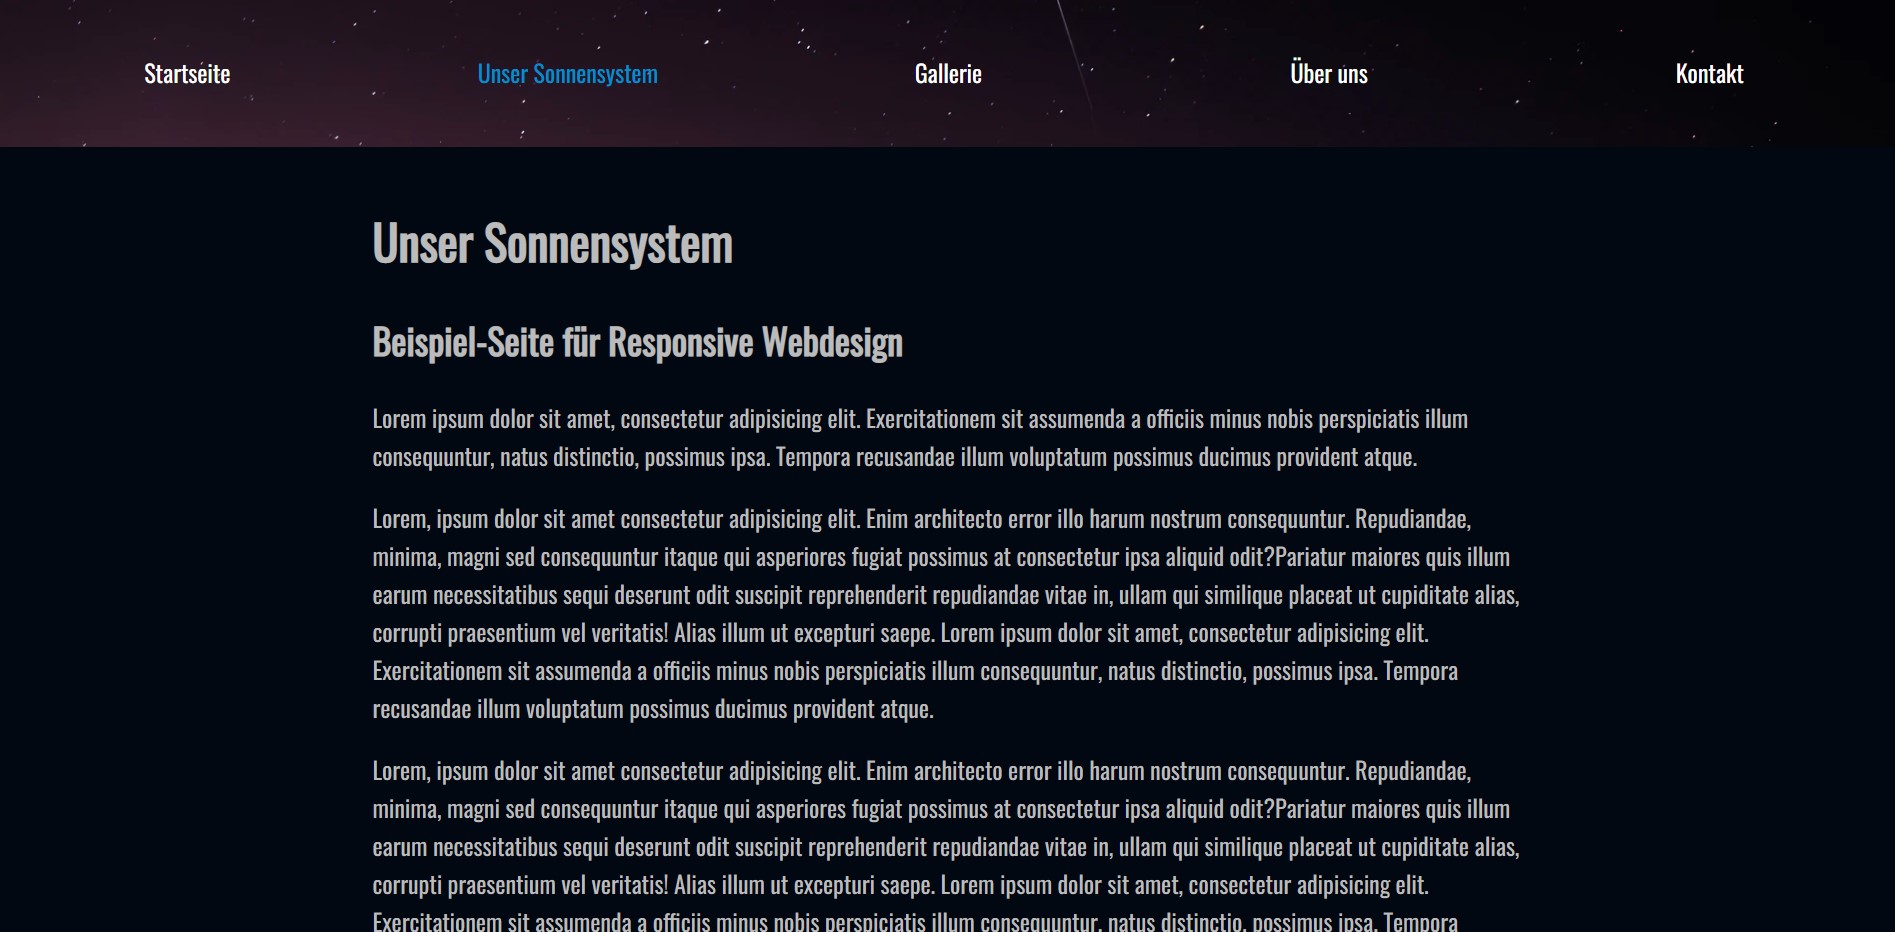 Startseite Unser Sonnensystem Gallerie Über uns Kontakt
Unser Sonnensystem
Beispiel-Seite für Responsive Webdesign
Lorem ipsum dolor sit amet, consectetur adipisicing elit. Exercitationem sit assumenda a officiis minus nobis perspiciatis illum
consequuntur, natus distinctio, possimus ipsa. Tempora recusandae illum voluptatum possimus ducimus provident atque.
Lorem, ipsum dolor sit amet consectetur adipisicing elit. Enim architecto error illo harum nostrum consequuntur. Repudiandae,
minima, magni sed consequuntur itaque qui asperiores fugiat possimus at consectetur ipsa aliquid odit?Pariatur maiores quis illum
earum necessitatibus sequi deserunt odit suscipit reprehenderit repudiandae vitae in, ullam qui similique placeat ut cupiditate alias,
corrupti praesentium vel veritatis! Alias illum ut excepturi saepe. Lorem ipsum dolor sit amet, consectetur adipisicing elit.
Exercitationem sit assumenda a officiis minus nobis perspiciatis illum consequuntur, natus distinctio, possimus ipsa. Tempora
recusandae illum voluptatum possimus ducimus provident atque.
Lorem, ipsum dolor sit amet consectetur adipisicing elit. Enim architecto error illo harum nostrum consequuntur. Repudiandae,
minima, magni sed consequuntur itaque qui asperiores fugiat possimus at consectetur ipsa aliquid odit?Pariatur maiores quis illum
earum necessitatibus sequi deserunt odit suscipit reprehenderit repudiandae vitae in, ullam qui similique placeat ut cupiditate alias,
corrupti praesentium vel veritatis! Alias illum ut excepturi saepe. Lorem ipsum dolor sit amet, consectetur adipisicing elit.
Exercitationem sit assumenda a officiis minus nobis perspiciatis illum consequuntur, natus distinctio, possimus ipsa. Tempora